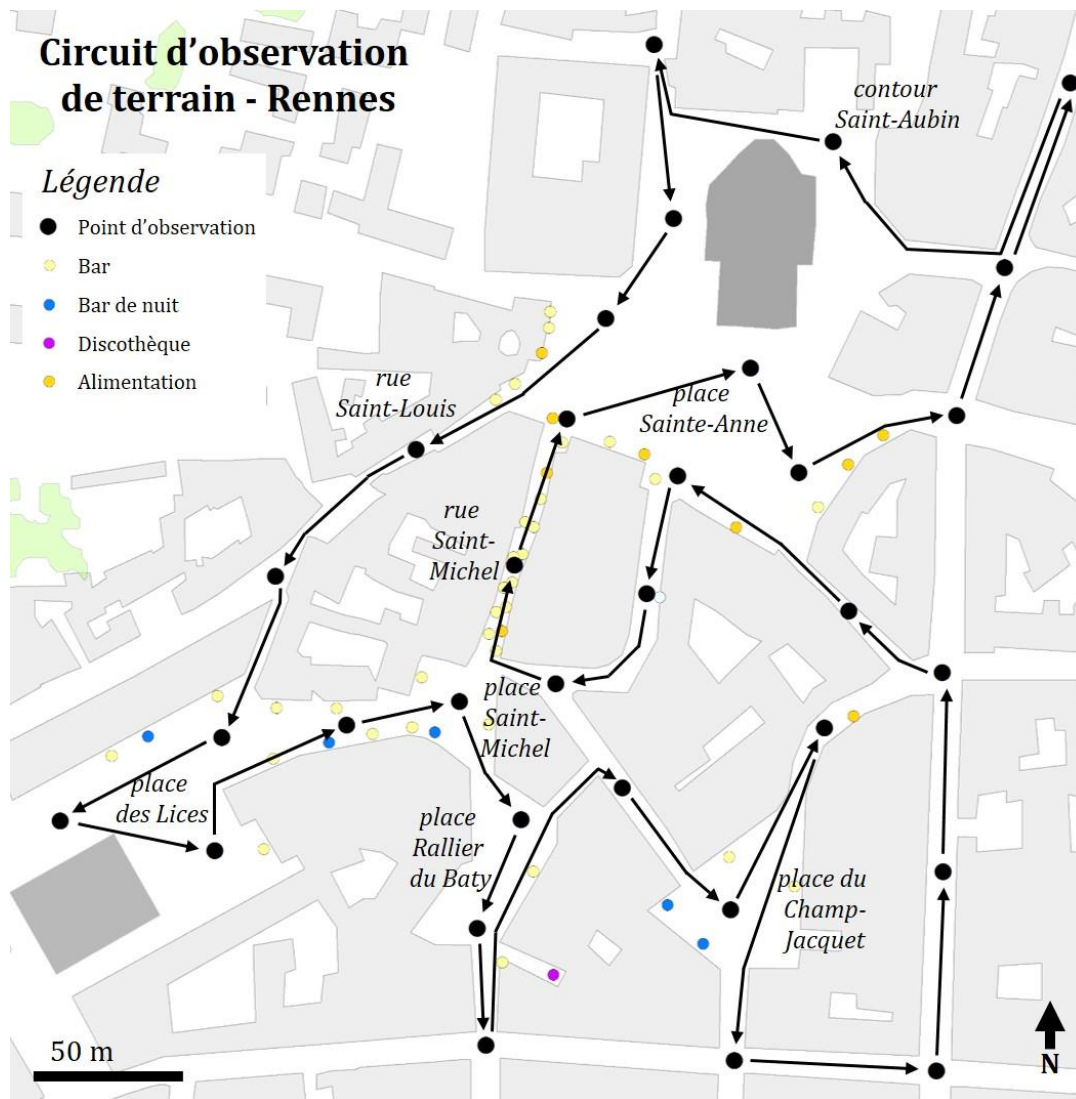 Circuit d’observation
de terrain - Rennes
Légende
Point d’observation
Bar
Bar de nuit
Discothèque
Alimentation
contour
Saint-Aubin
rue
Saint-Louis
place
Sainte-Anne
rue
Saint-
Michel
place
Saint-
Michel
place
des Lices
place
Rallier
du Baty
place du
Champ-
Jacquet
50 m
N